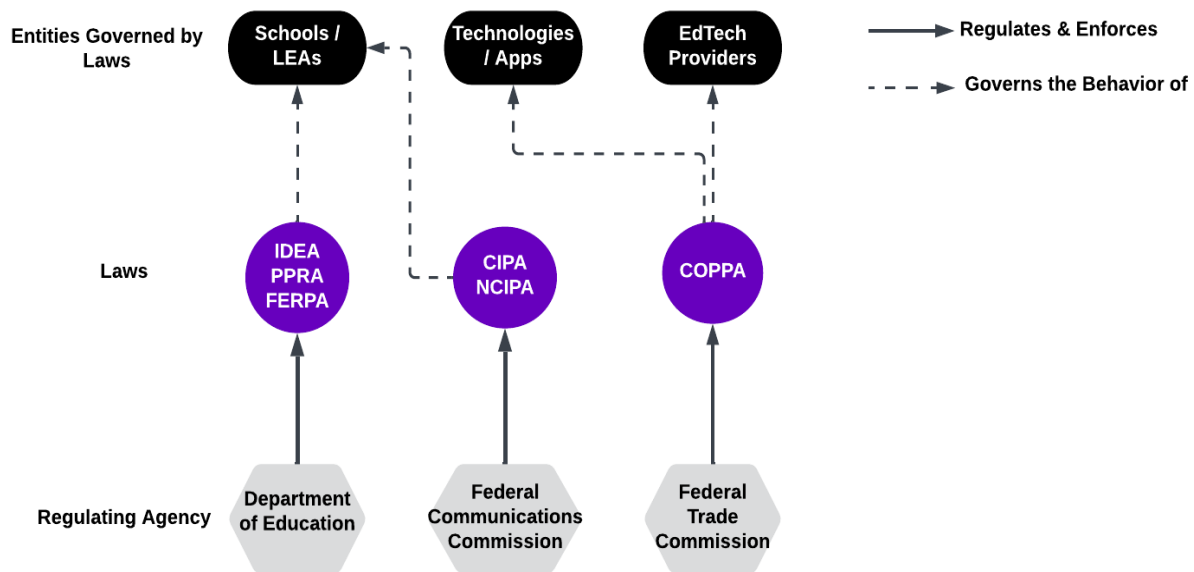 Entities Governed by
Laws
Schools /
LEAs
Technologies
/ Apps
EdTech
Providers
Regulates & Enforces
Governs the Behavior of
Laws
IDEA
PPRA
FERPA
CIPA
NCIPA
COPPA
Regulating Agency
Department
of Education
Federal
Communications
Commission
Federal
Trade
Commission